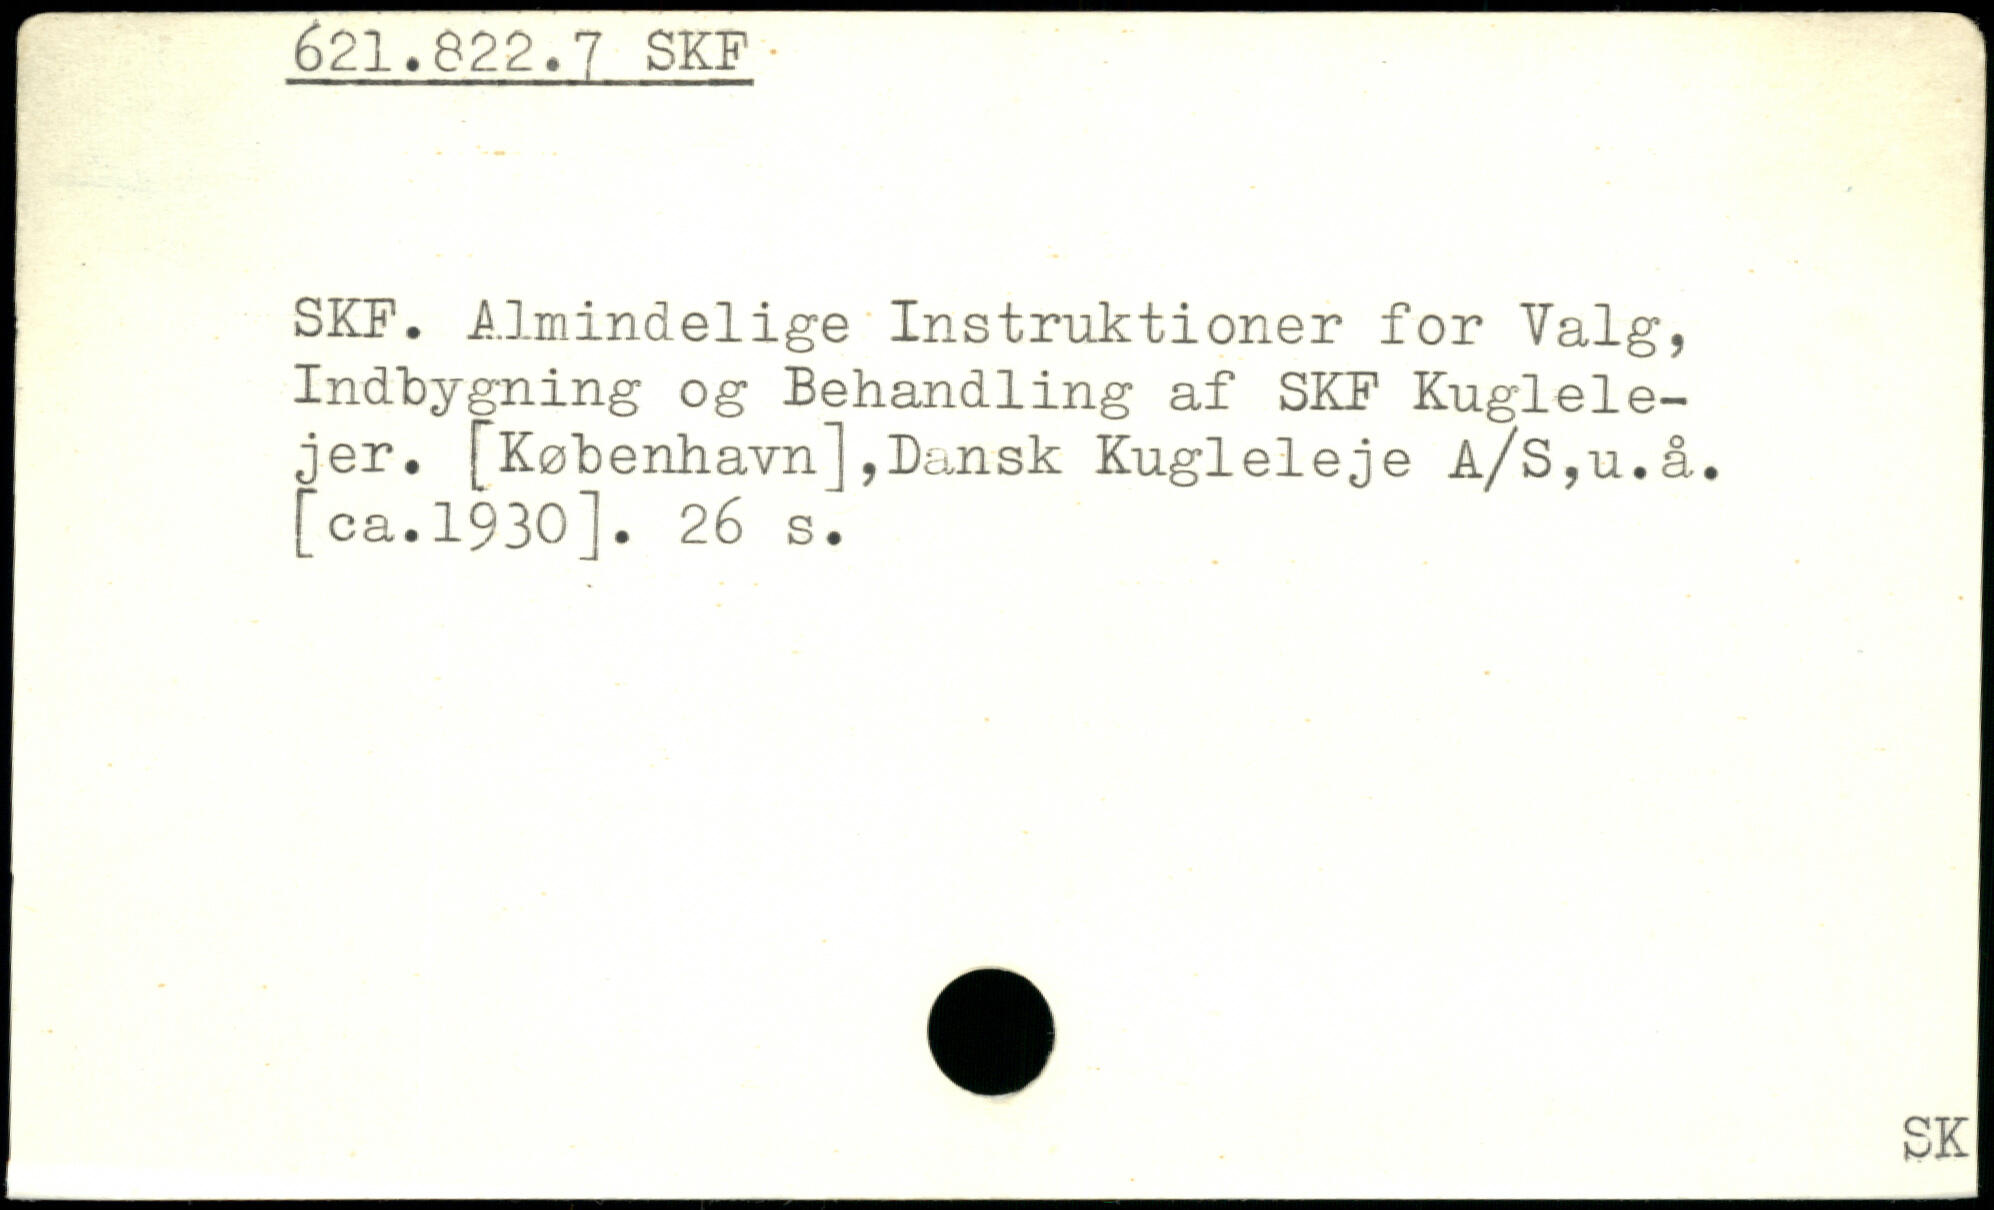 621.822.7 SKF
SKF. Almindelige Instruktioner for Valg,
Indbygning og Behandling af SKF Kuglele-
jer. [København],Dansk Kugleleje A/S,u.å.
[ca.1930]. 26 s.
SK